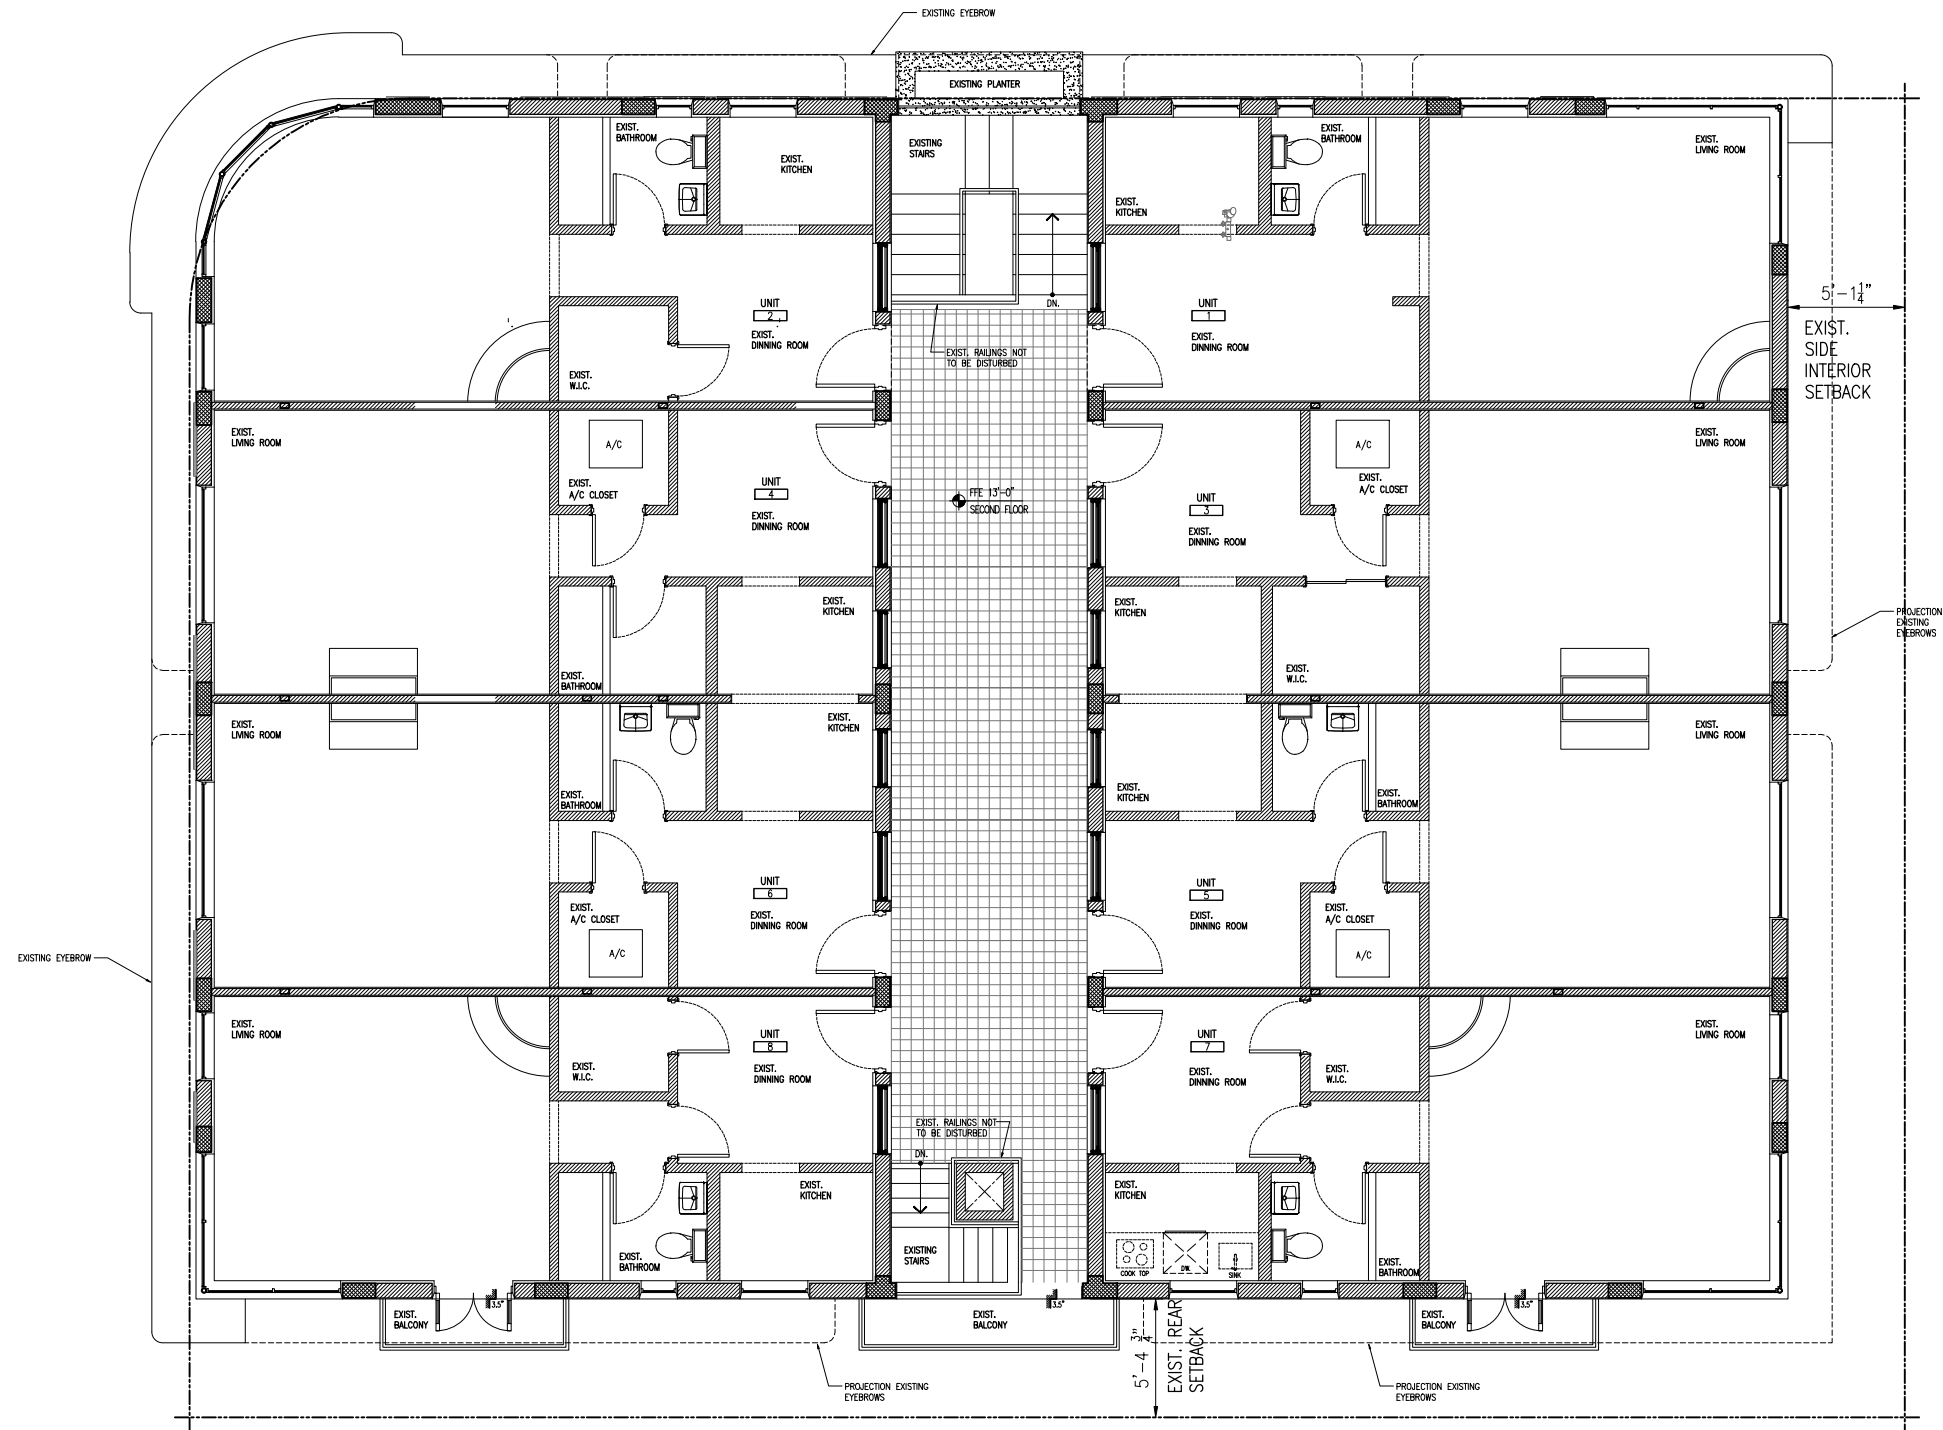 EXISTING EYEBROW
EXISTING PLANTER
EXIST.
BATHROOM
EXIST.
KITCHEN
EXISTING
STAIRS
EXIST.
BATHROOM
EXIST.
LIVING ROOM
EXIST.
KITCHEN
DN.
UNIT
2
EXIST.
DINNING ROOM
UNIT
1
EXIST.
DINNING ROOM
5'-1 1/4"
EXIST.
SIDE
INTERIOR
SETBACK
EXIST. RAILINGS NOT
TO BE DISTURBED
EXIST.
W.I.C.
EXIST.
LIVING ROOM
A/C
EXIST.
A/C CLOSET
UNIT
4
EXIST.
DINNING ROOM
FFE 13'-0"
SECOND FLOOR
UNIT
3
EXIST.
DINNING ROOM
A/C
EXIST.
A/C CLOSET
EXIST.
LIVING ROOM
EXIST.
KITCHEN
EXIST.
KITCHEN
PROJECTION
EXISTING
EYEBROWS
EXIST.
BATHROOM
EXIST.
W.I.C.
EXIST.
LIVING ROOM
EXIST.
KITCHEN
EXIST.
LIVING ROOM
EXIST.
BATHROOM
EXIST.
KITCHEN
EXIST.
BATHROOM
UNIT
6
EXIST.
DINNING ROOM
UNIT
5
EXIST.
DINNING ROOM
EXIST.
A/C CLOSET
A/C
EXIST.
A/C CLOSET
A/C
EXISTING EYEBROW
EXIST.
LIVING ROOM
UNIT
8
EXIST.
DINNING ROOM
UNIT
7
EXIST.
DINNING ROOM
EXIST.
LIVING ROOM
EXIST.
W.I.C.
EXIST.
W.I.C.
EXIST. RAILINGS NOT
TO BE DISTURBED
DN.
EXIST.
KITCHEN
EXIST.
KITCHEN
EXIST.
BATHROOM
EXISTING
STAIRS
COOK TOP
DW.
SINK
EXIST.
BATHROOM
EXIST.
BALCONY
3.5"
EXIST.
BALCONY
3.5"
EXIST.
BALCONY
3.5"
5'-4 3/4"
EXIST. REAR
SETBACK
PROJECTION EXISTING
EYEBROWS
PROJECTION EXISTING
EYEBROWS